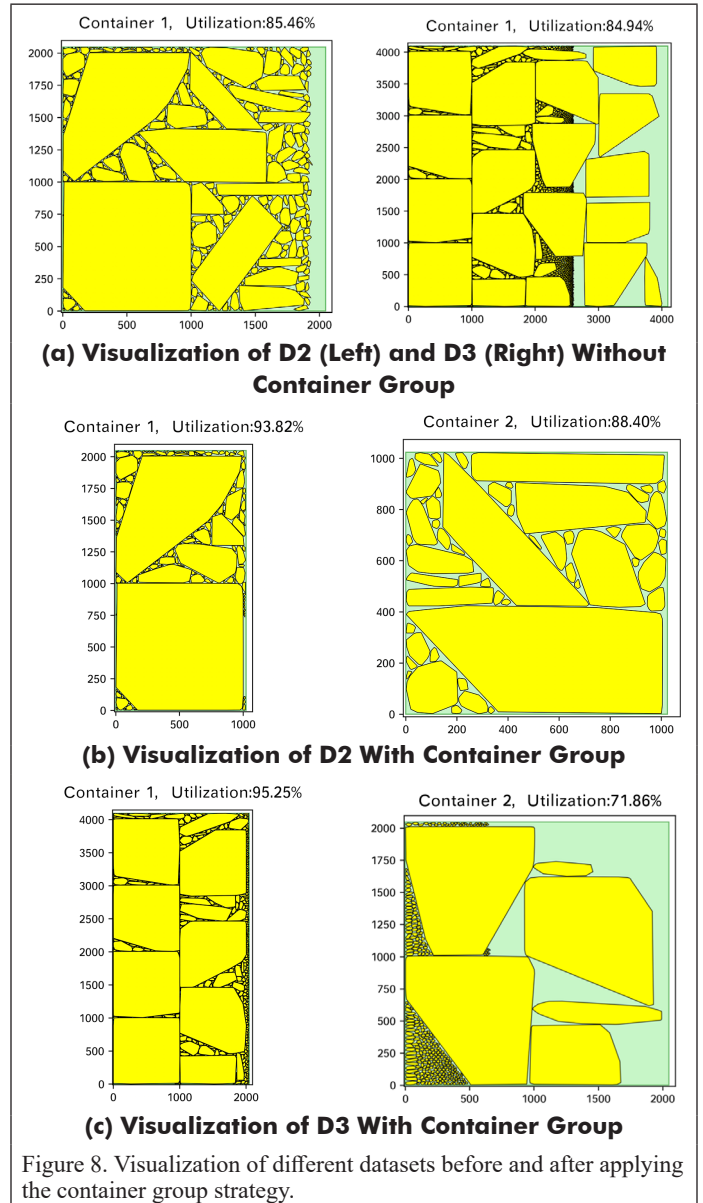 Container 1, Utilization:85.46%
Container 1, Utilization:84.94%
2000
1750
1500
1250
1000
750
500
250
0
0 500 1000 1500 2000
4000
3500
3000
2500
2000
1500
1000
500
0
0 1000 2000 3000 4000
(a) Visualization of D2 (Left) and D3 (Right) Without
Container Group
Container 1, Utilization:93.82%
Container 2, Utilization:88.40%
2000
1750
1500
1250
1000
750
500
250
0
0 500 1000
1000
800
600
400
200
0
0 200 400 600 800 1000
(b) Visualization of D2 With Container Group
Container 1, Utilization:95.25%
Container 2, Utilization:71.86%
4000
3500
3000
2500
2000
1500
1000
500
0
0 1000 2000
2000
1750
1500
1250
1000
750
500
250
0
0 500 1000 1500 2000
(c) Visualization of D3 With Container Group
Figure 8. Visualization of different datasets before and after applying
the container group strategy.